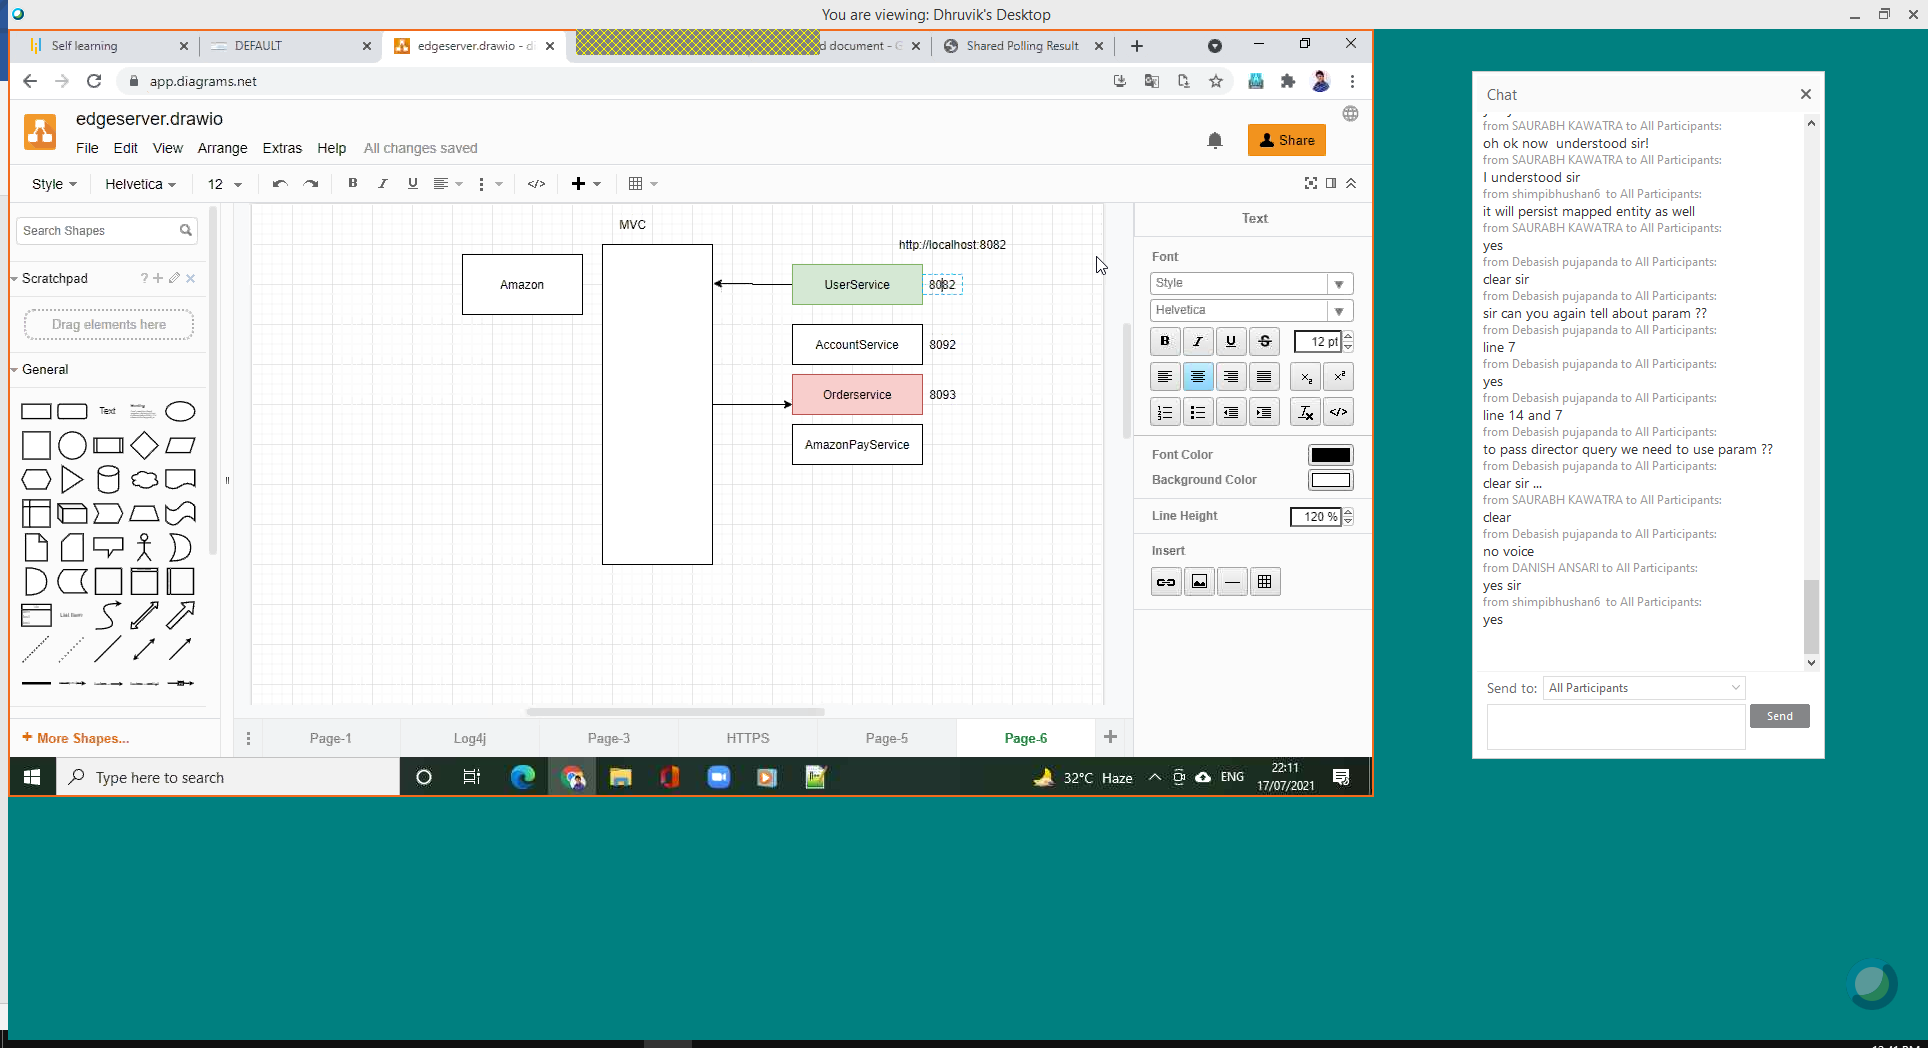 You are viewing: Dhruvik's Desktop
Self learning
DEFAULT
edgeserver.drawio - di
d document - G
Shared Polling Result
app.diagrams.net
edgeserver.drawio
File Edit View Arrange Extras Help All changes saved
Share
Style Helvetica 12 B I U </>
Search Shapes
Scratchpad ?
Drag elements here
General
Text
Heading
List Item
+ More Shapes...
MVC
Amazon
http://localhost:8082
UserService 8082
AccountService 8092
Orderservice 8093
AmazonPayService
Text
Font
Style
Helvetica
B I U S 12 pt
Font Color
Background Color
Line Height 120 %
Insert
Page-1 Log4j Page-3 HTTPS Page-5 Page-6
Type here to search
32°C Haze ENG
22:11
17/07/2021
Chat
from SAURABH KAWATRA to All Participants:
oh ok now understood sir!
from SAURABH KAWATRA to All Participants:
I understood sir
from shimpibhushan6 to All Participants:
it will persist mapped entity as well
from SAURABH KAWATRA to All Participants:
yes
from Debasish pujapanda to All Participants:
clear sir
from Debasish pujapanda to All Participants:
sir can you again tell about param ??
from Debasish pujapanda to All Participants:
line 7
from Debasish pujapanda to All Participants:
yes
from Debasish pujapanda to All Participants:
line 14 and 7
from Debasish pujapanda to All Participants:
to pass director query we need to use param ??
from Debasish pujapanda to All Participants:
clear sir ...
from SAURABH KAWATRA to All Participants:
clear
from Debasish pujapanda to All Participants:
no voice
from DANISH ANSARI to All Participants:
yes sir
from shimpibhushan6 to All Participants:
yes
Send to: All Participants
Send